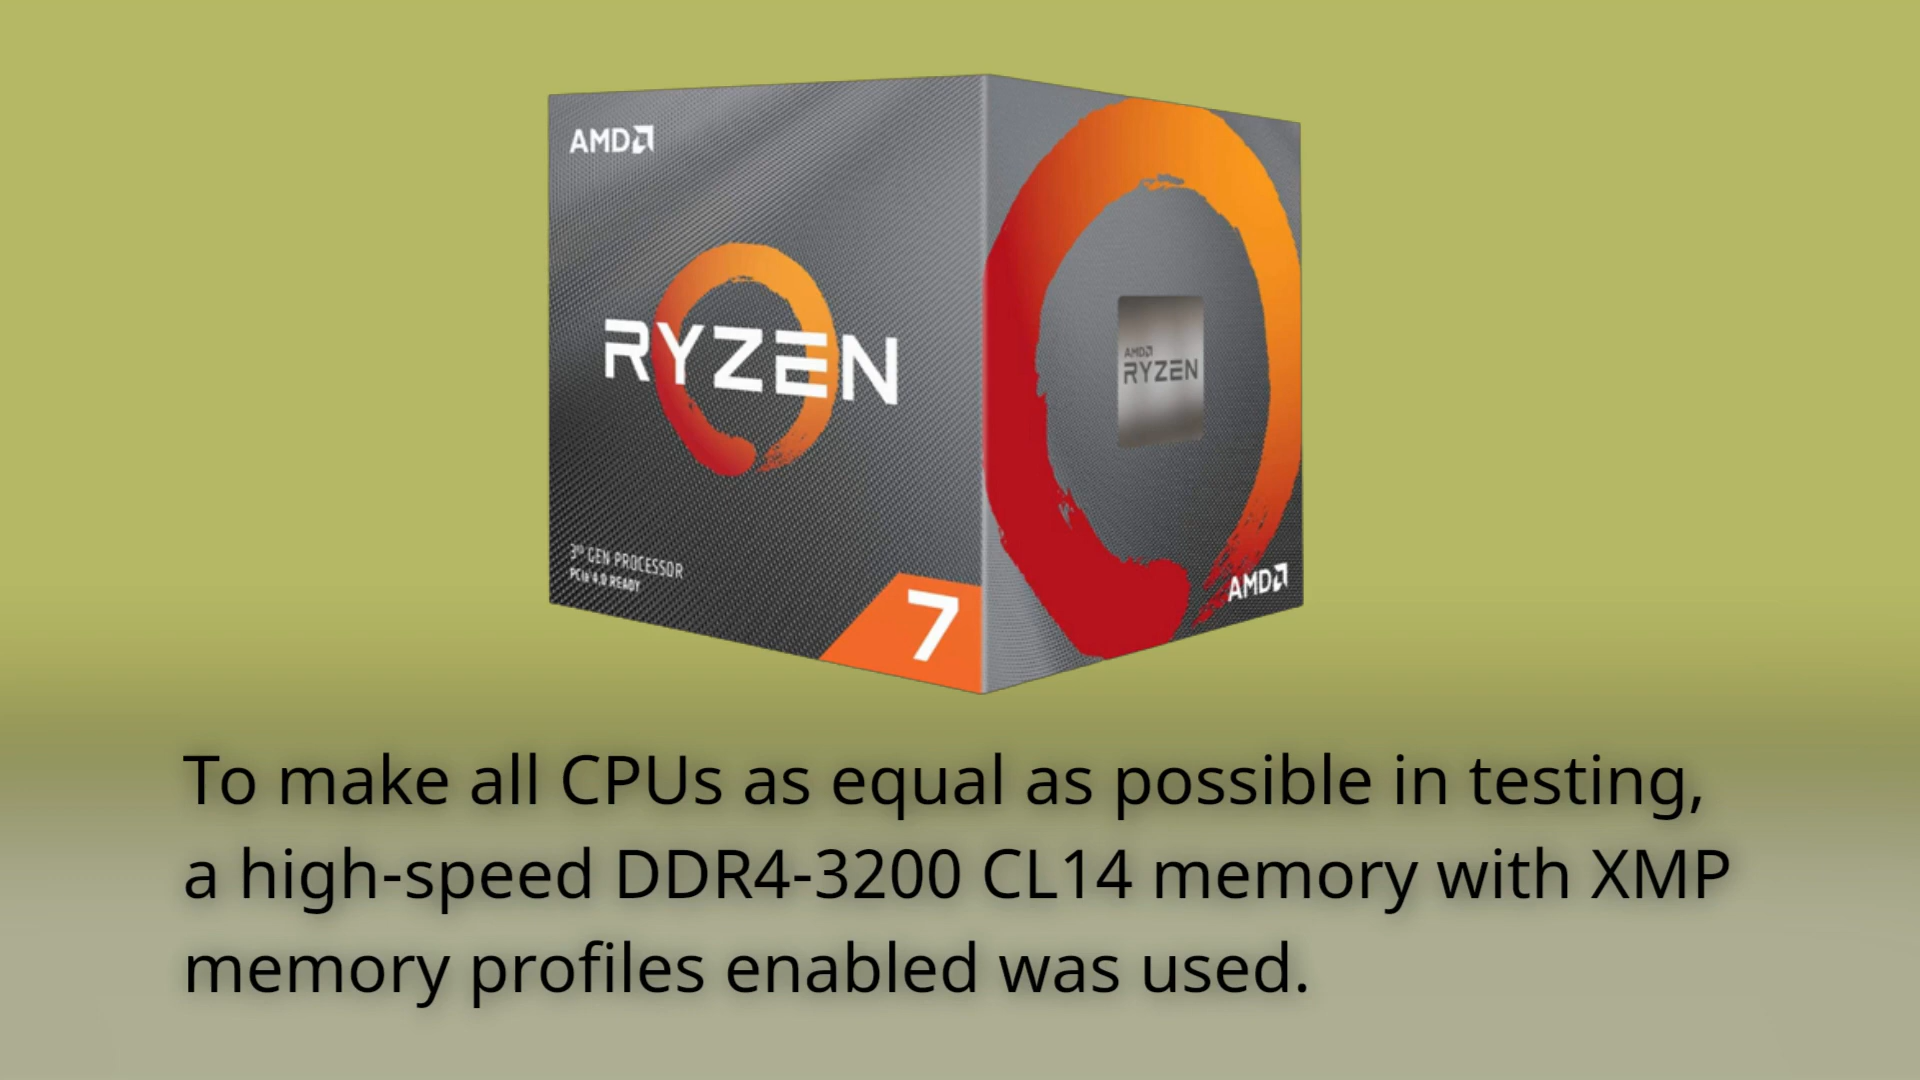 AMD
RYZEN
3RD GEN PROCESSOR
PCIe 4.0 READY
7
AMD
RYZEN
AMD
To make all CPUs as equal as possible in testing,
a high-speed DDR4-3200 CL14 memory with XMP
memory profiles enabled was used.